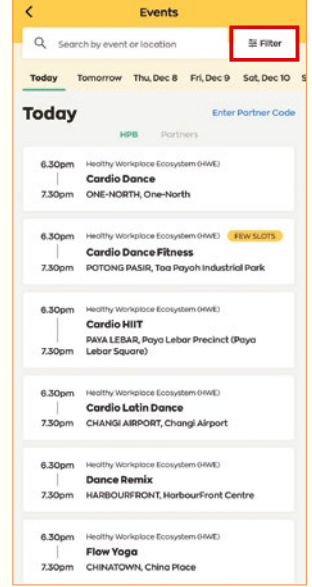 Events
Search by event or location
Filter
Today Tomorrow Thu, Dec 8 Fri, Dec 9 Sat, Dec 10 S
Today
Enter Partner Code
HPB Partners
6.30pm Healthy Workplace Ecosystem (HWE)
Cardio Dance
7.30pm ONE-NORTH, One-North
6.30pm Healthy Workplace Ecosystem (HWE) FEW SLOTS
Cardio Dance Fitness
7.30pm POTONG PASIR, Toa Payoh Industrial Park
6.30pm Healthy Workplace Ecosystem (HWE)
Cardio HIIT
PAYA LEBAR, Paya Lebar Precinct (Paya
7.30pm Lebar Square)
6.30pm Healthy Workplace Ecosystem (HWE)
Cardio Latin Dance
7.30pm CHANGI AIRPORT, Changi Airport
6.30pm Healthy Workplace Ecosystem (HWE)
Dance Remix
7.30pm HARBOURFRONT, HarbourFront Centre
6.30pm Healthy Workplace Ecosystem (HWE)
Flow Yoga
7.30pm CHINATOWN, China Place